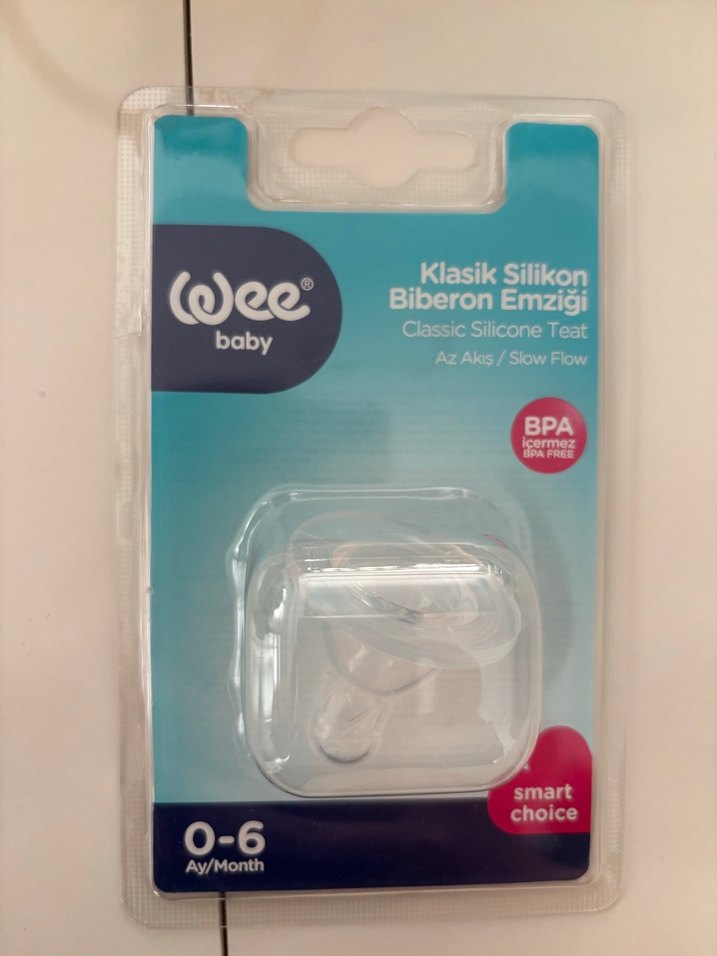 wee®
baby
Klasik Silikon
Biberon Emziği
Classic Silicone Teat
Az Akış / Slow Flow
BPA
içermez
BPA FREE
smart
choice
0-6
Ay/Month